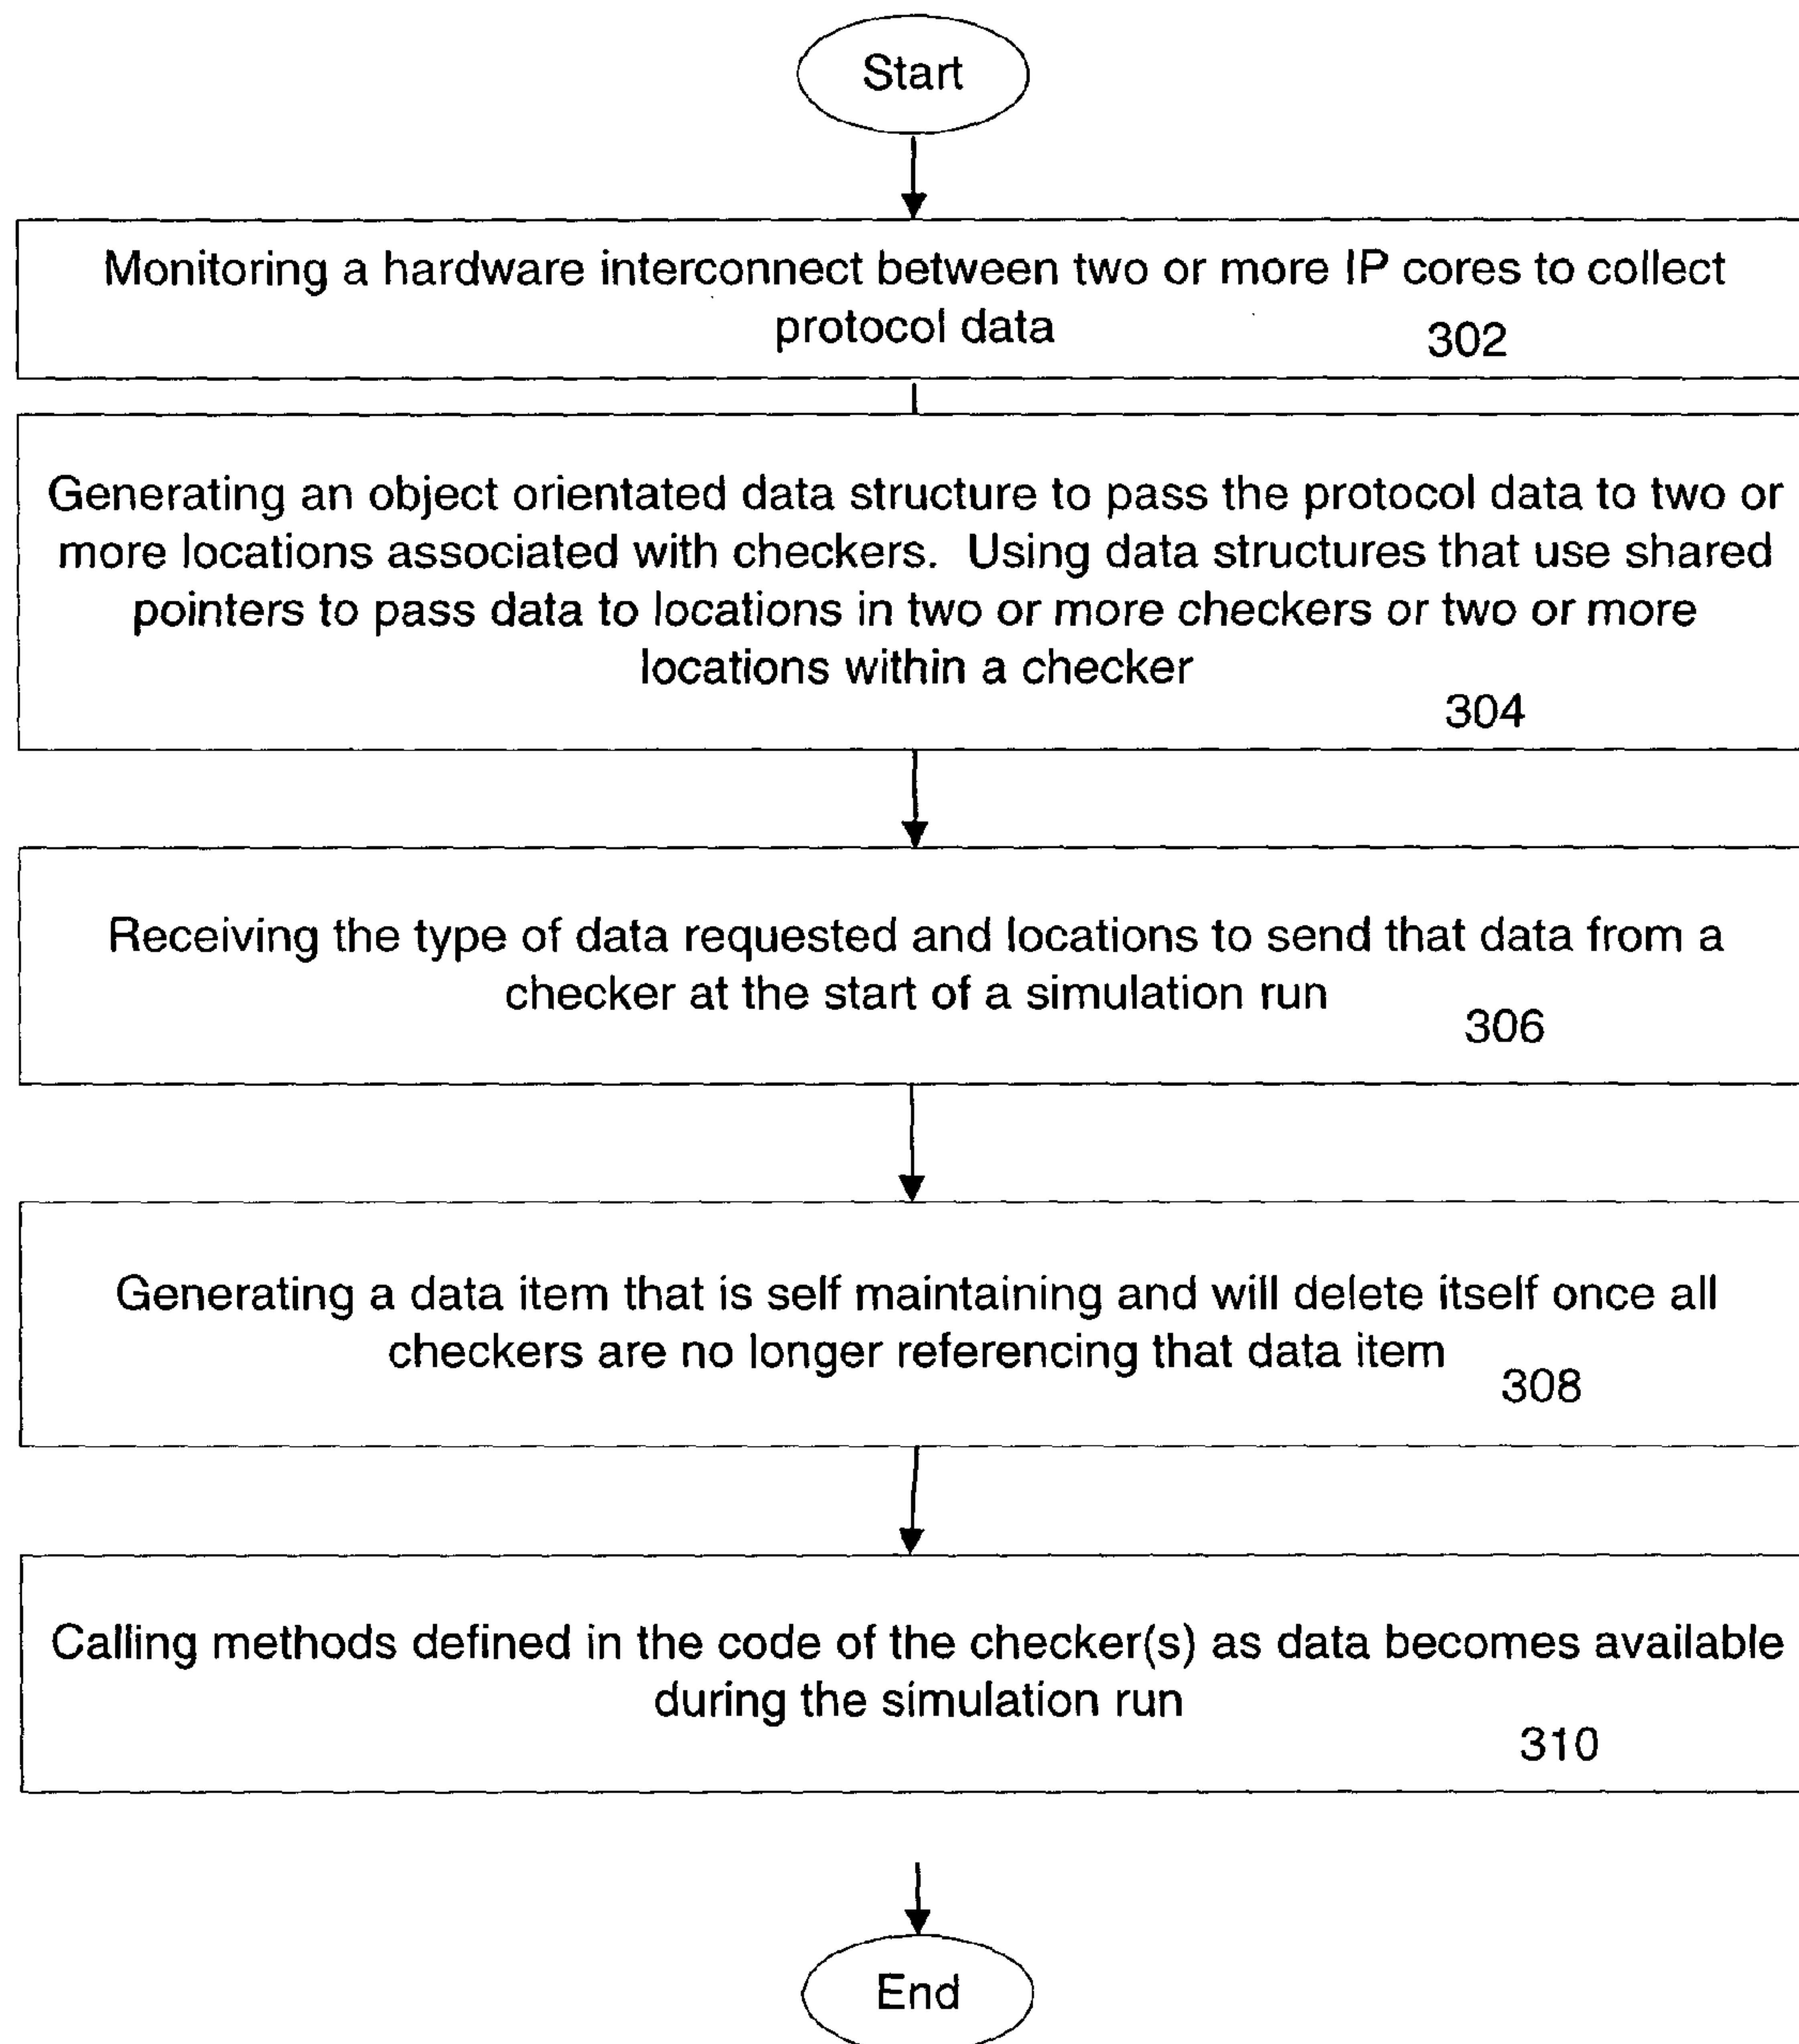 Start
Monitoring a hardware interconnect between two or more IP cores to collect
protocol data
302
Generating an object orientated data structure to pass the protocol data to two or
more locations associated with checkers.  Using data structures that use shared
pointers to pass data to locations in two or more checkers or two or more
locations within a checker
304
Receiving the type of data requested and locations to send that data from a
checker at the start of a simulation run
306
Generating a data item that is self maintaining and will delete itself once all
checkers are no longer referencing that data item
308
Calling methods defined in the code of the checker(s) as data becomes available
during the simulation run
310
End